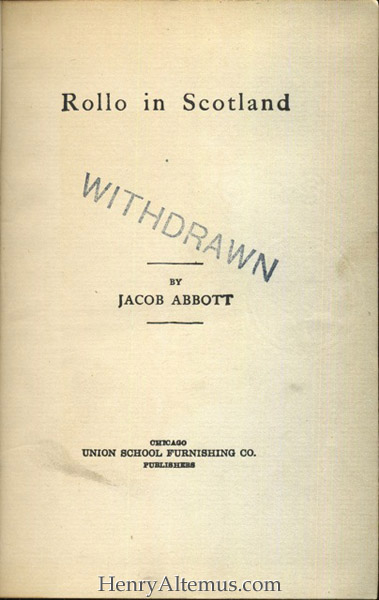 Rollo in Scotland
WITHDRAWN
BY
JACOB ABBOTT
CHICAGO
UNION SCHOOL FURNISHING CO.
PUBLISHERS
HenryAltemus.com